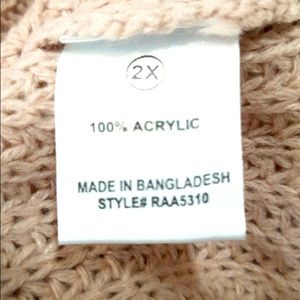 2X
100% ACRYLIC
MADE IN BANGLADESH
STYLE# RAA5310